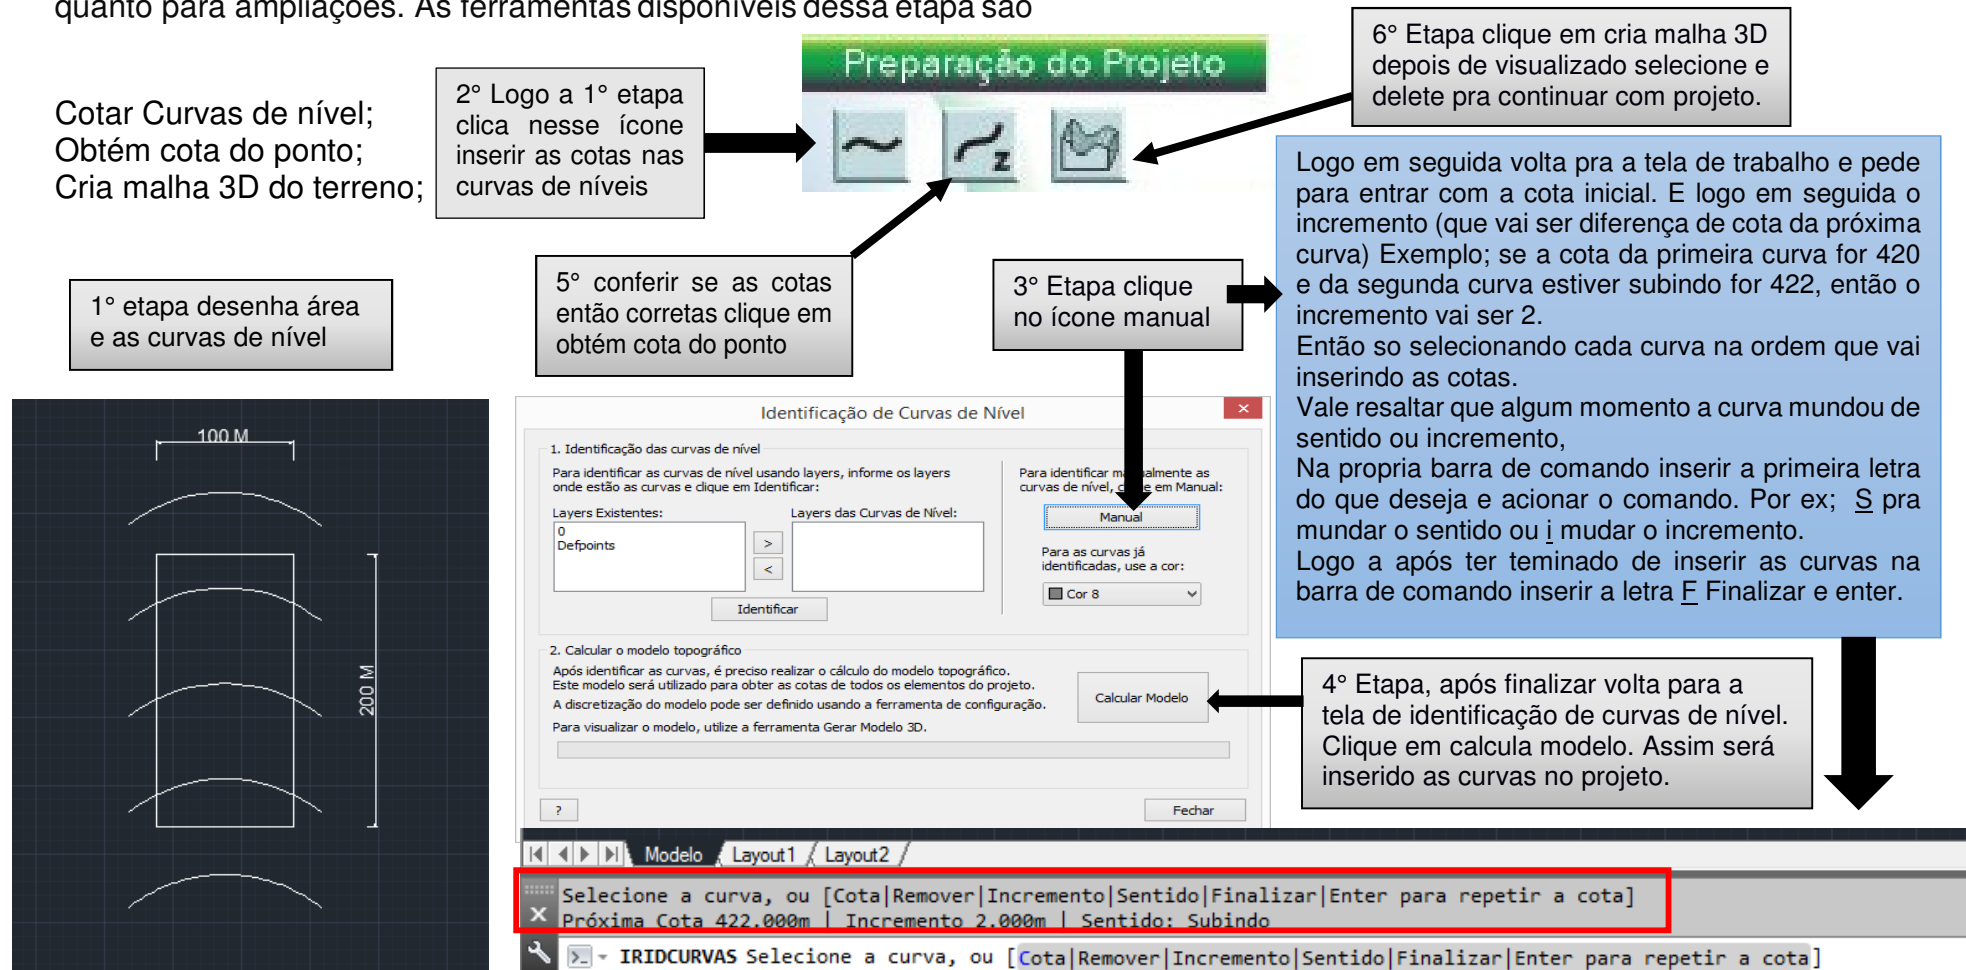 quanto para ampliações. As ferramentas disponíveis dessa etapa são
Cotar Curvas de nível;
Obtém cota do ponto;
Cria malha 3D do terreno;
2° Logo a 1° etapa
clica nesse ícone
inserir as cotas nas
curvas de níveis
Preparação do Projeto
z
6° Etapa clique em cria malha 3D
depois de visualizado selecione e
delete pra continuar com projeto.
1° etapa desenha área
e as curvas de nível
5° conferir se as cotas
então corretas clique em
obtém cota do ponto
3° Etapa clique
no ícone manual
Logo em seguida volta pra a tela de trabalho e pede
para entrar com a cota inicial. E logo em seguida o
incremento (que vai ser diferença de cota da próxima
curva) Exemplo; se a cota da primeira curva for 420
e da segunda curva estiver subindo for 422, então o
incremento vai ser 2.
Então so selecionando cada curva na ordem que vai
inserindo as cotas.
Vale resaltar que algum momento a curva mundou de
sentido ou incremento,
Na propria barra de comando inserir a primeira letra
do que deseja e acionar o comando. Por ex; S pra
mundar o sentido ou i mudar o incremento.
Logo a após ter teminado de inserir as curvas na
barra de comando inserir a letra F Finalizar e enter.
100 M
200 M
Identificação de Curvas de Nível
1. Identificação das curvas de nível
Para identificar as curvas de nível usando layers, informe os layers
onde estão as curvas e clique em Identificar:
Layers Existentes:
Layers das Curvas de Nível:
0
Defpoints
>
<
Identificar
Para identificar manualmente as
curvas de nível, clique em Manual:
Manual
Para as curvas já
identificadas, use a cor:
Cor 8
2. Calcular o modelo topográfico
Após identificar as curvas, é preciso realizar o cálculo do modelo topográfico.
Este modelo será utilizado para obter as cotas de todos os elementos do projeto.
A discretização do modelo pode ser definido usando a ferramenta de configuração.
Para visualizar o modelo, utilize a ferramenta Gerar Modelo 3D.
Calcular Modelo
?
Fechar
4° Etapa, após finalizar volta para a
tela de identificação de curvas de nível.
Clique em calcula modelo. Assim será
inserido as curvas no projeto.
Modelo Layout1 Layout2
Selecione a curva, ou [Cota|Remover|Incremento|Sentido|Finalizar|Enter para repetir a cota]
Próxima Cota 422.000m | Incremento 2.000m | Sentido: Subindo
IRIDCURVAS Selecione a curva, ou [Cota|Remover|Incremento|Sentido|Finalizar|Enter para repetir a cota]